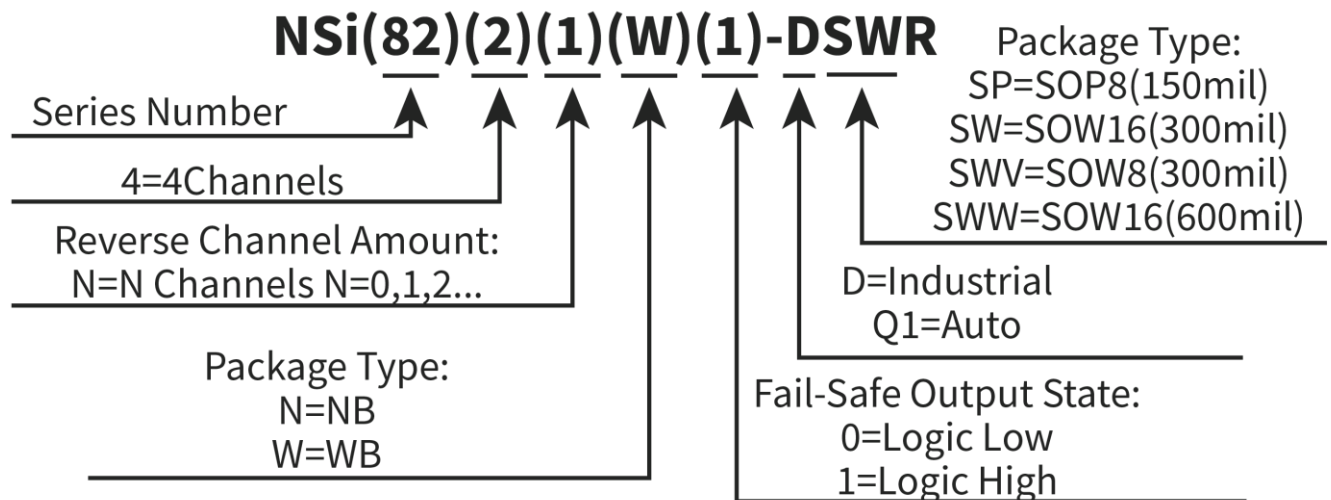 NSi(82)(2)(1)(W)(1)-DSWR
Series Number
4=4Channels
Reverse Channel Amount:
N=N Channels N=0,1,2...
Package Type:
N=NB
W=WB
Package Type:
SP=SOP8(150mil)
SW=SOW16(300mil)
SWV=SOW8(300mil)
SWW=SOW16(600mil)
D=Industrial
Q1=Auto
Fail-Safe Output State:
0=Logic Low
1=Logic High